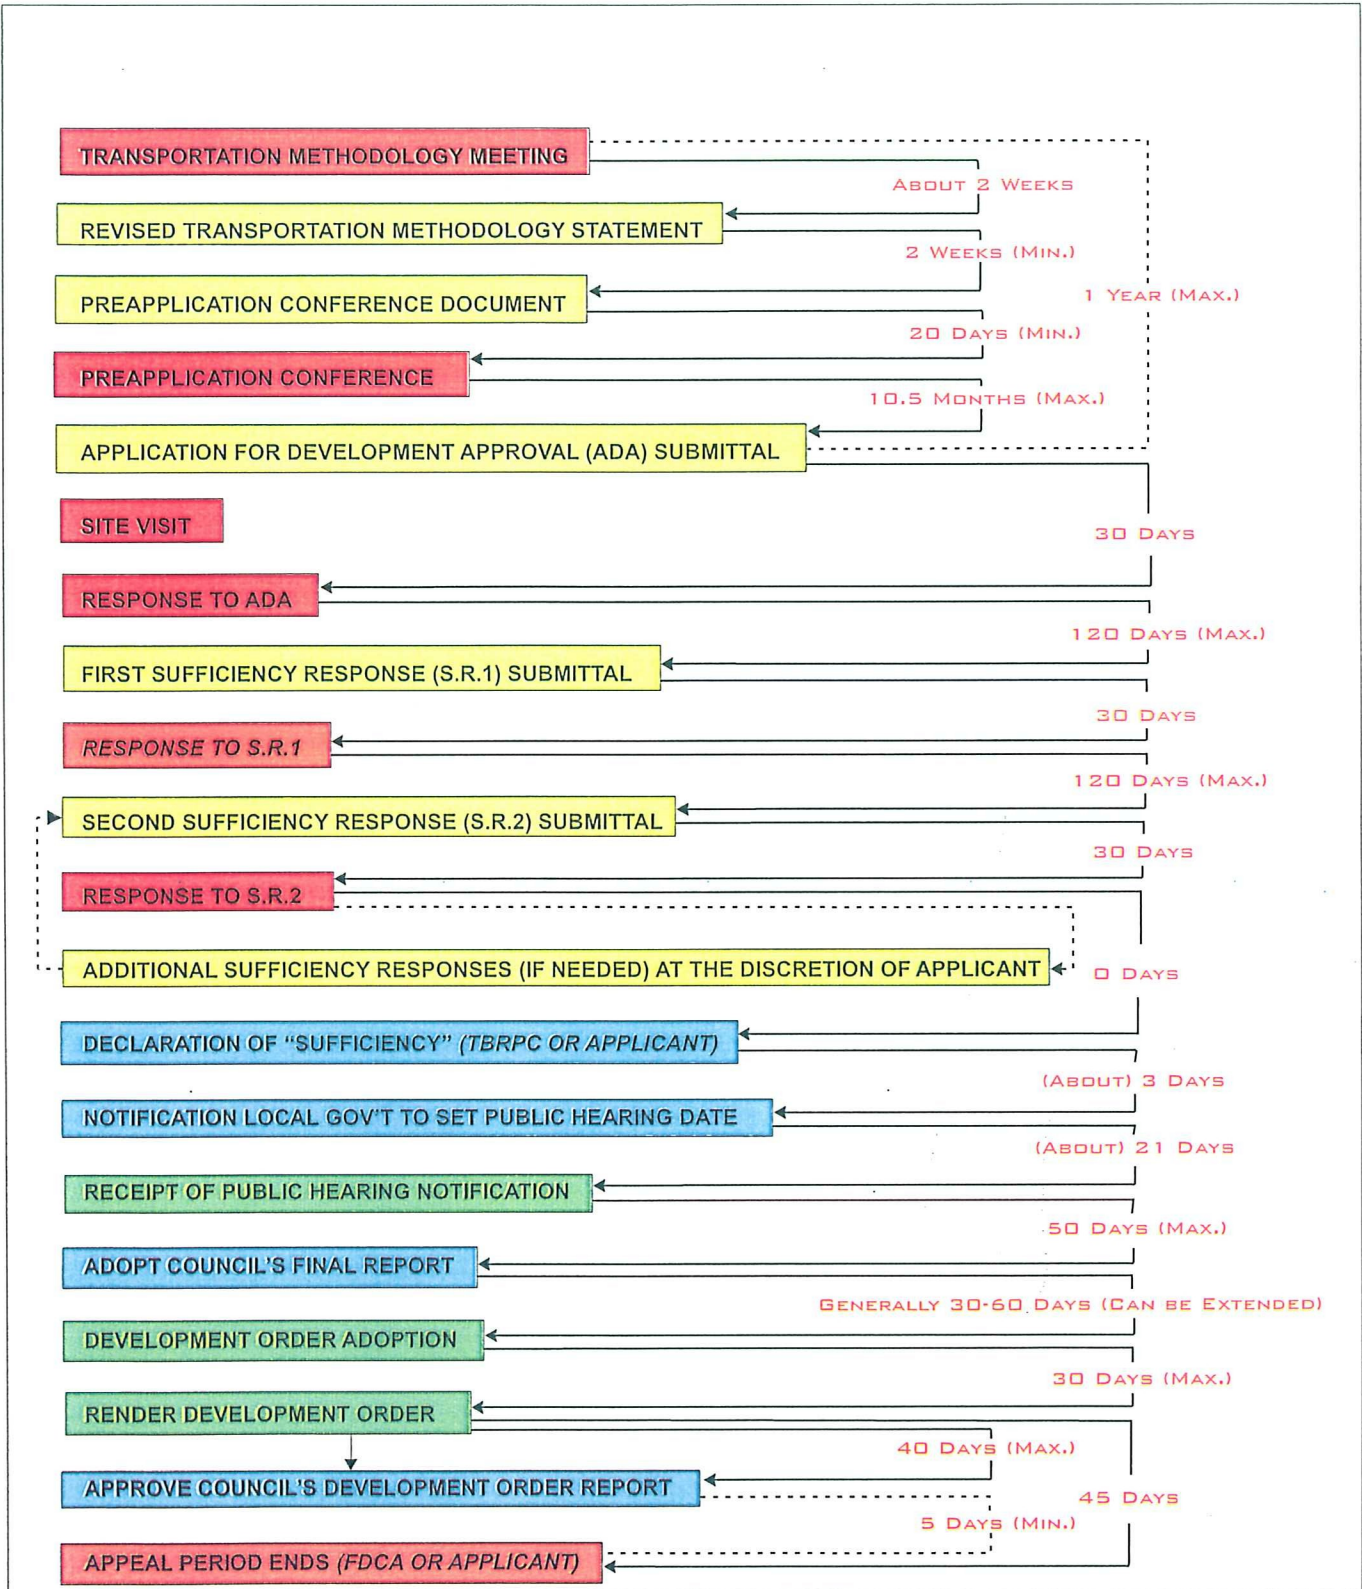 TRANSPORTATION METHODOLOGY MEETING
ABOUT 2 WEEKS
REVISED TRANSPORTATION METHODOLOGY STATEMENT
2 WEEKS (MIN.)
PREAPPLICATION CONFERENCE DOCUMENT
1 YEAR (MAX.)
20 DAYS (MIN.)
PREAPPLICATION CONFERENCE
10.5 MONTHS (MAX.)
APPLICATION FOR DEVELOPMENT APPROVAL (ADA) SUBMITTAL
SITE VISIT
30 DAYS
RESPONSE TO ADA
120 DAYS (MAX.)
FIRST SUFFICIENCY RESPONSE (S.R.1) SUBMITTAL
30 DAYS
RESPONSE TO S.R.1
120 DAYS (MAX.)
SECOND SUFFICIENCY RESPONSE (S.R.2) SUBMITTAL
30 DAYS
RESPONSE TO S.R.2
ADDITIONAL SUFFICIENCY RESPONSES (IF NEEDED) AT THE DISCRETION OF APPLICANT
0 DAYS
DECLARATION OF “SUFFICIENCY” (TBRPC OR APPLICANT)
(ABOUT) 3 DAYS
NOTIFICATION LOCAL GOV'T TO SET PUBLIC HEARING DATE
(ABOUT) 21 DAYS
RECEIPT OF PUBLIC HEARING NOTIFICATION
50 DAYS (MAX.)
ADOPT COUNCIL'S FINAL REPORT
GENERALLY 30-60 DAYS (CAN BE EXTENDED)
DEVELOPMENT ORDER ADOPTION
30 DAYS (MAX.)
RENDER DEVELOPMENT ORDER
40 DAYS (MAX.)
APPROVE COUNCIL'S DEVELOPMENT ORDER REPORT
45 DAYS
5 DAYS (MIN.)
APPEAL PERIOD ENDS (FDCA OR APPLICANT)